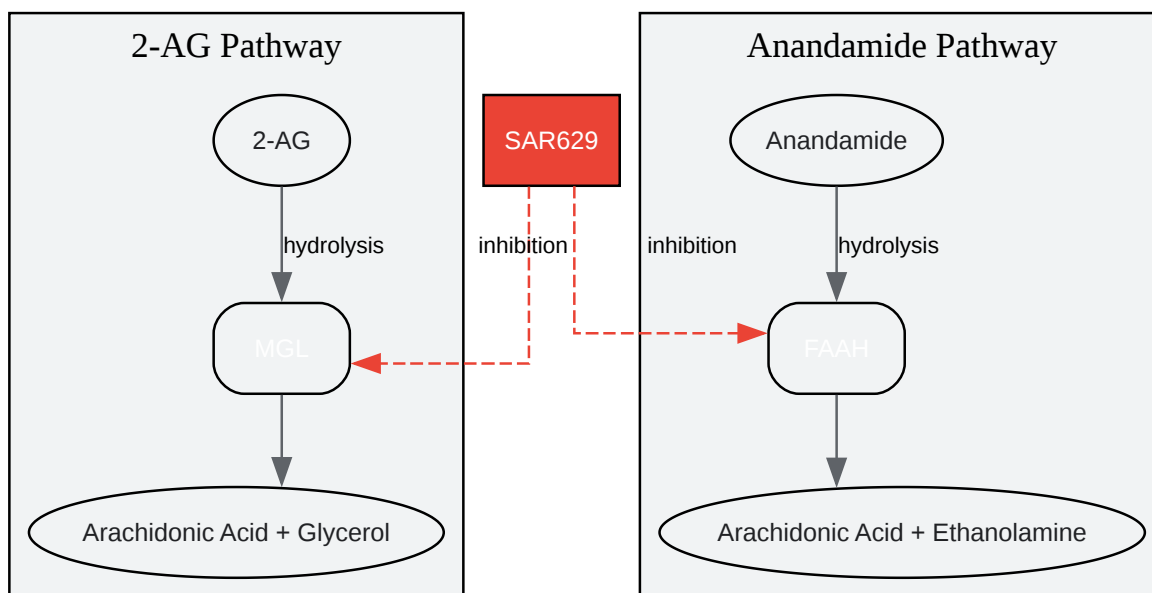 2-AG Pathway
Anandamide Pathway
2-AG
SAR629
Anandamide
hydrolysis
inhibition
inhibition
hydrolysis
MGL
FAAH
Arachidonic Acid + Glycerol
Arachidonic Acid + Ethanolamine